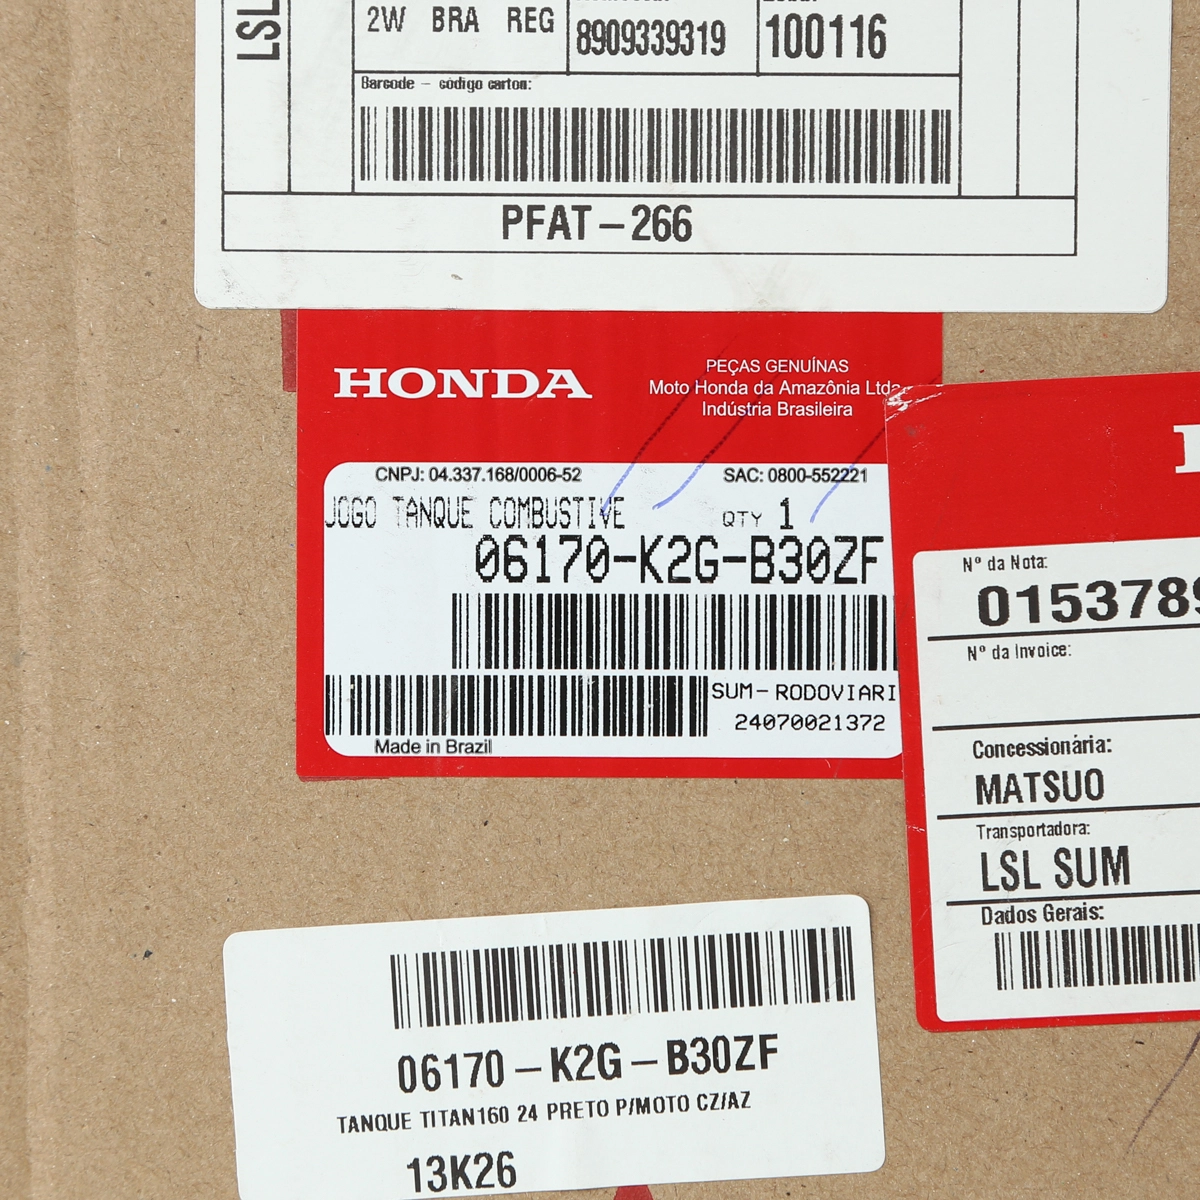 LSL
2W BRA REG
8909339319
100116
Barcode - código carton:
PFAT-266
HONDA
PEÇAS GENUÍNAS
Moto Honda da Amazônia Ltda
Indústria Brasileira
CNPJ: 04.337.168/0006-52
SAC: 0800-552221
JOGO TANQUE COMBUSTIVE
QTY 1
06170-K2G-B30ZF
SUM-RODOVIARI
24070021372
Made in Brazil
Nº da Nota:
0153789
Nº da Invoice:
Concessionária:
MATSUO
Transportadora:
LSL SUM
Dados Gerais:
06170-K2G-B30ZF
TANQUE TITAN160 24 PRETO P/MOTO CZ/AZ
13K26